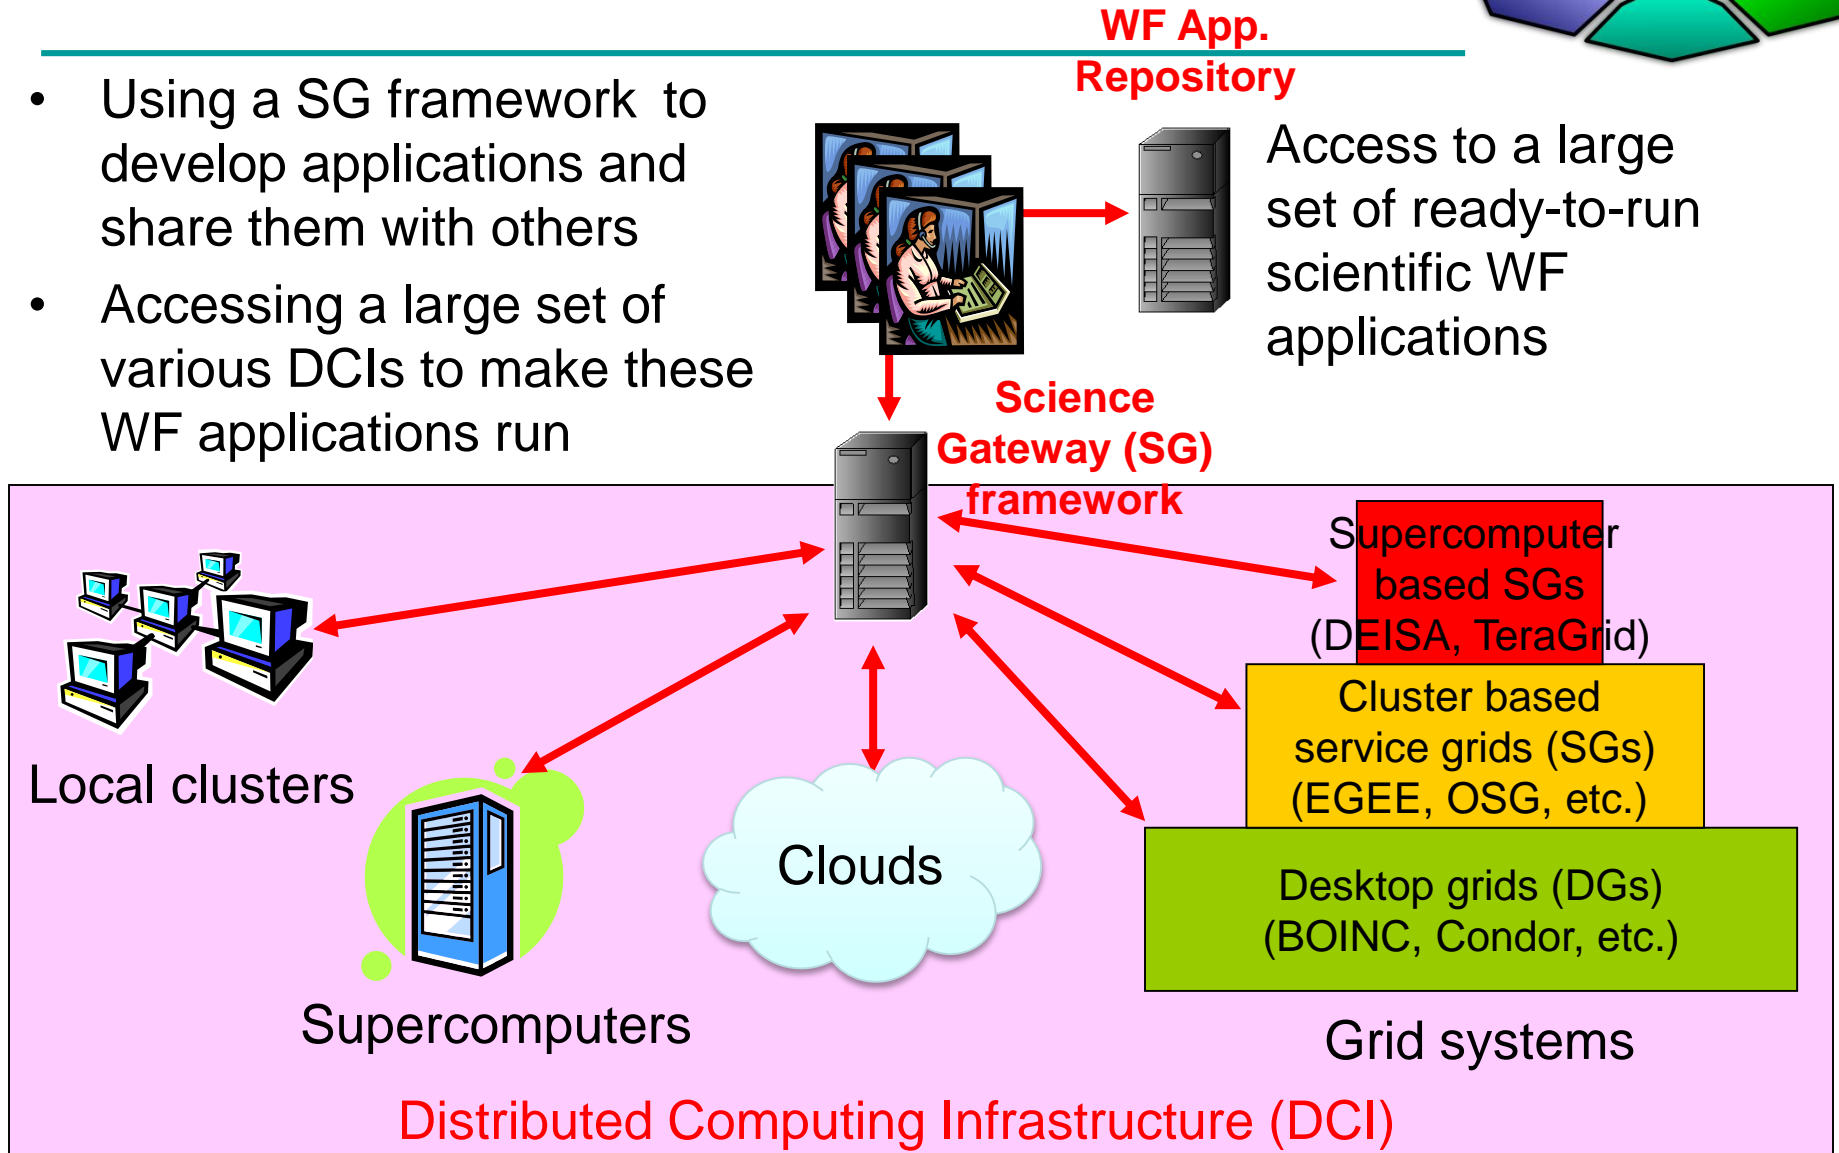 WF App.
Repository
• Using a SG framework to
develop applications and
share them with others
• Accessing a large set of
various DCIs to make these
WF applications run
Access to a large
set of ready-to-run
scientific WF
applications
Science
Gateway (SG)
framework
Supercomputer
based SGs
(DEISA, TeraGrid)
Cluster based
service grids (SGs)
(EGEE, OSG, etc.)
Desktop grids (DGs)
(BOINC, Condor, etc.)
Local clusters
Clouds
Supercomputers
Grid systems
Distributed Computing Infrastructure (DCI)